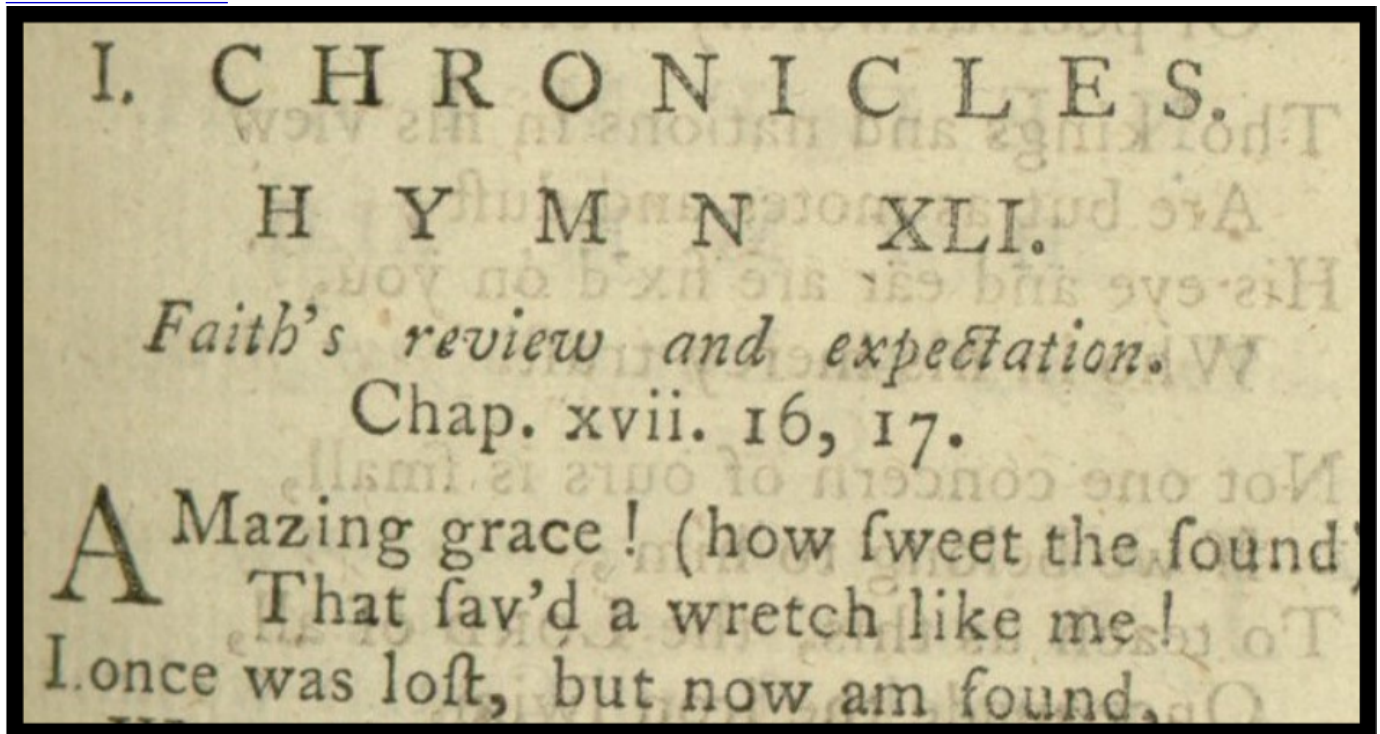 I. CHRONICLES.
HYMN XLI.
Faith's review and expectation.
Chap. xvii. 16, 17.
AMazing grace! (how ſweet the ſound)
That ſav'd a wretch like me!
I once was loſt, but now am found,